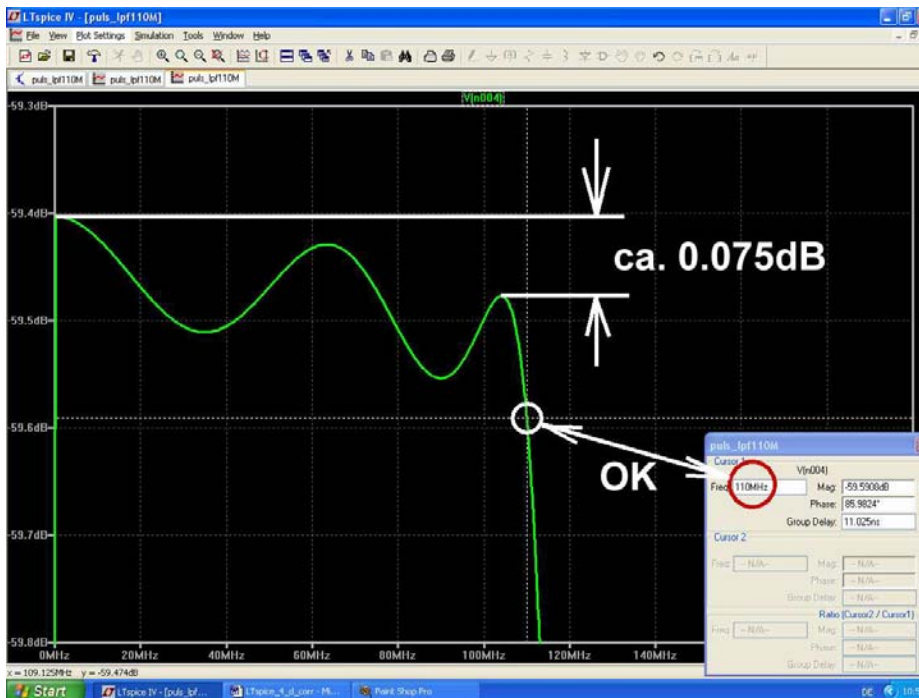 LTspice IV - [puls_lpf110M]
File View Plot Settings Simulation Tools Window Help
puls_lpf110M puls_lpf110M puls_lpf110M
V(n004)
-59.3dB
-59.4dB
ca. 0.075dB
-59.5dB
-59.6dB
OK
-59.7dB
-59.8dB
0MHz 20MHz 40MHz 60MHz 80MHz 100MHz 120MHz 140MHz
puls_lpf110M
Cursor 1
V(n004)
Freq: 110MHz Mag: -59.5908dB
Phase: 85.9824°
Group Delay: 11.025ns
Cursor 2
Freq: -- N/A-- Mag: -- N/A--
Phase: -- N/A--
Group Delay: -- N/A--
Ratio (Cursor2 / Cursor1)
Freq: -- N/A-- Mag: -- N/A--
Phase: -- N/A--
Group Delay: -- N/A--
x = 109.125MHz y = -59.474dB
Start LTspice IV - [puls_lpf... LTspice_4_d_corr - Mi... Paint Shop Pro DE